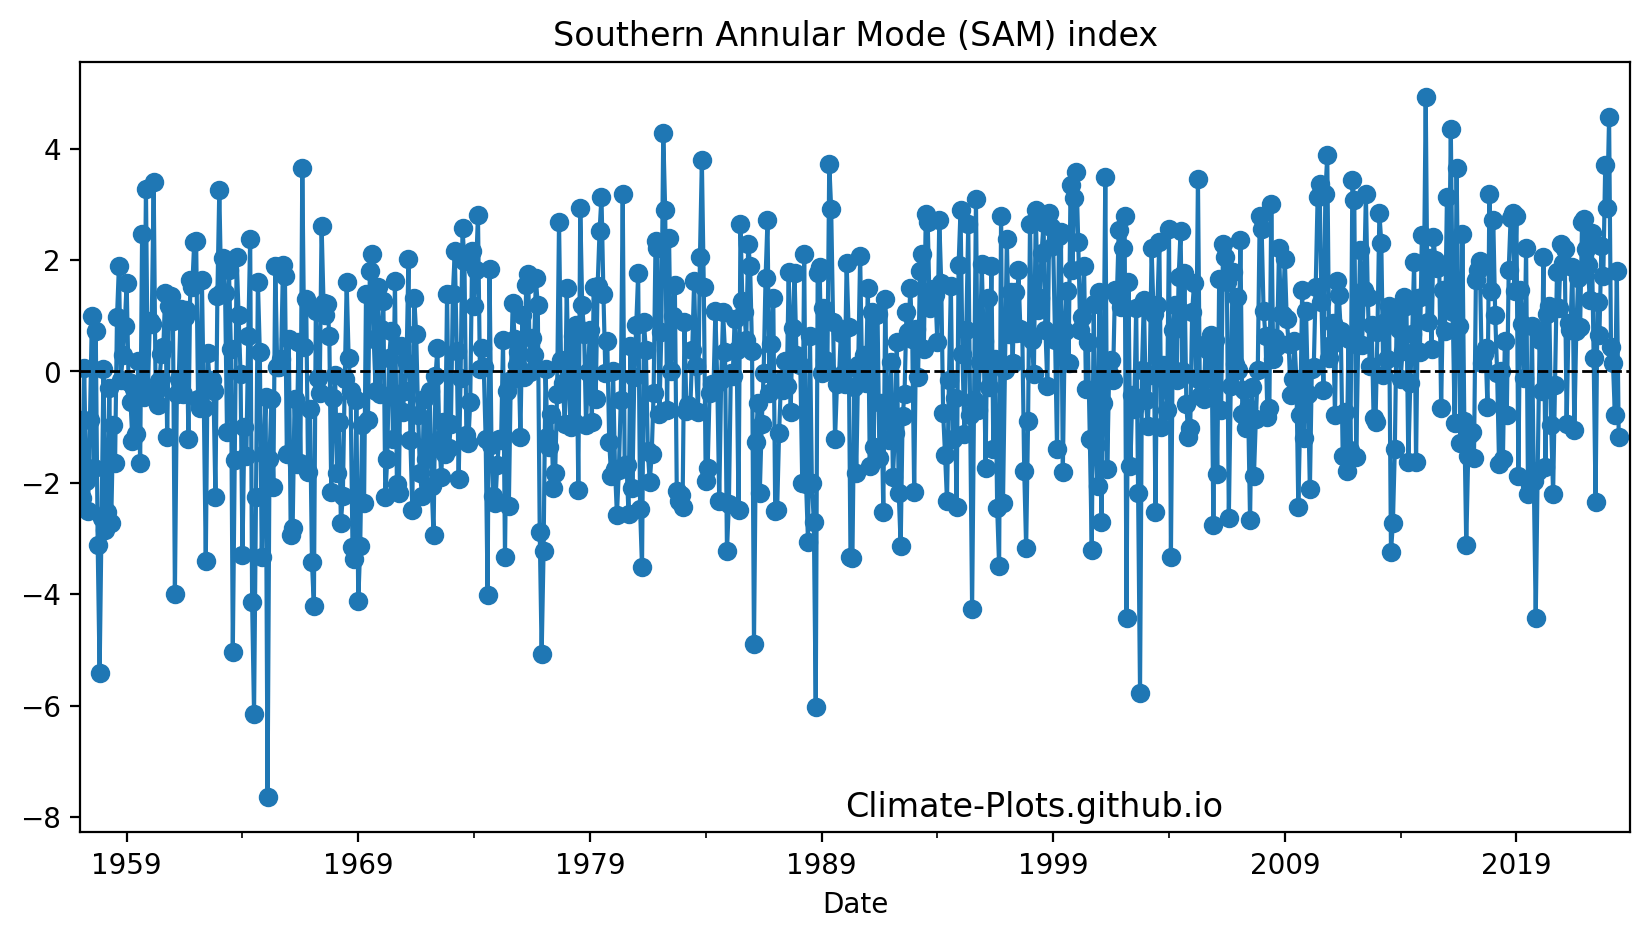 Southern Annular Mode (SAM) index
4
2
0
−2
−4
−6
−8
Climate-Plots.github.io
1959 1969 1979 1989 1999 2009 2019
Date